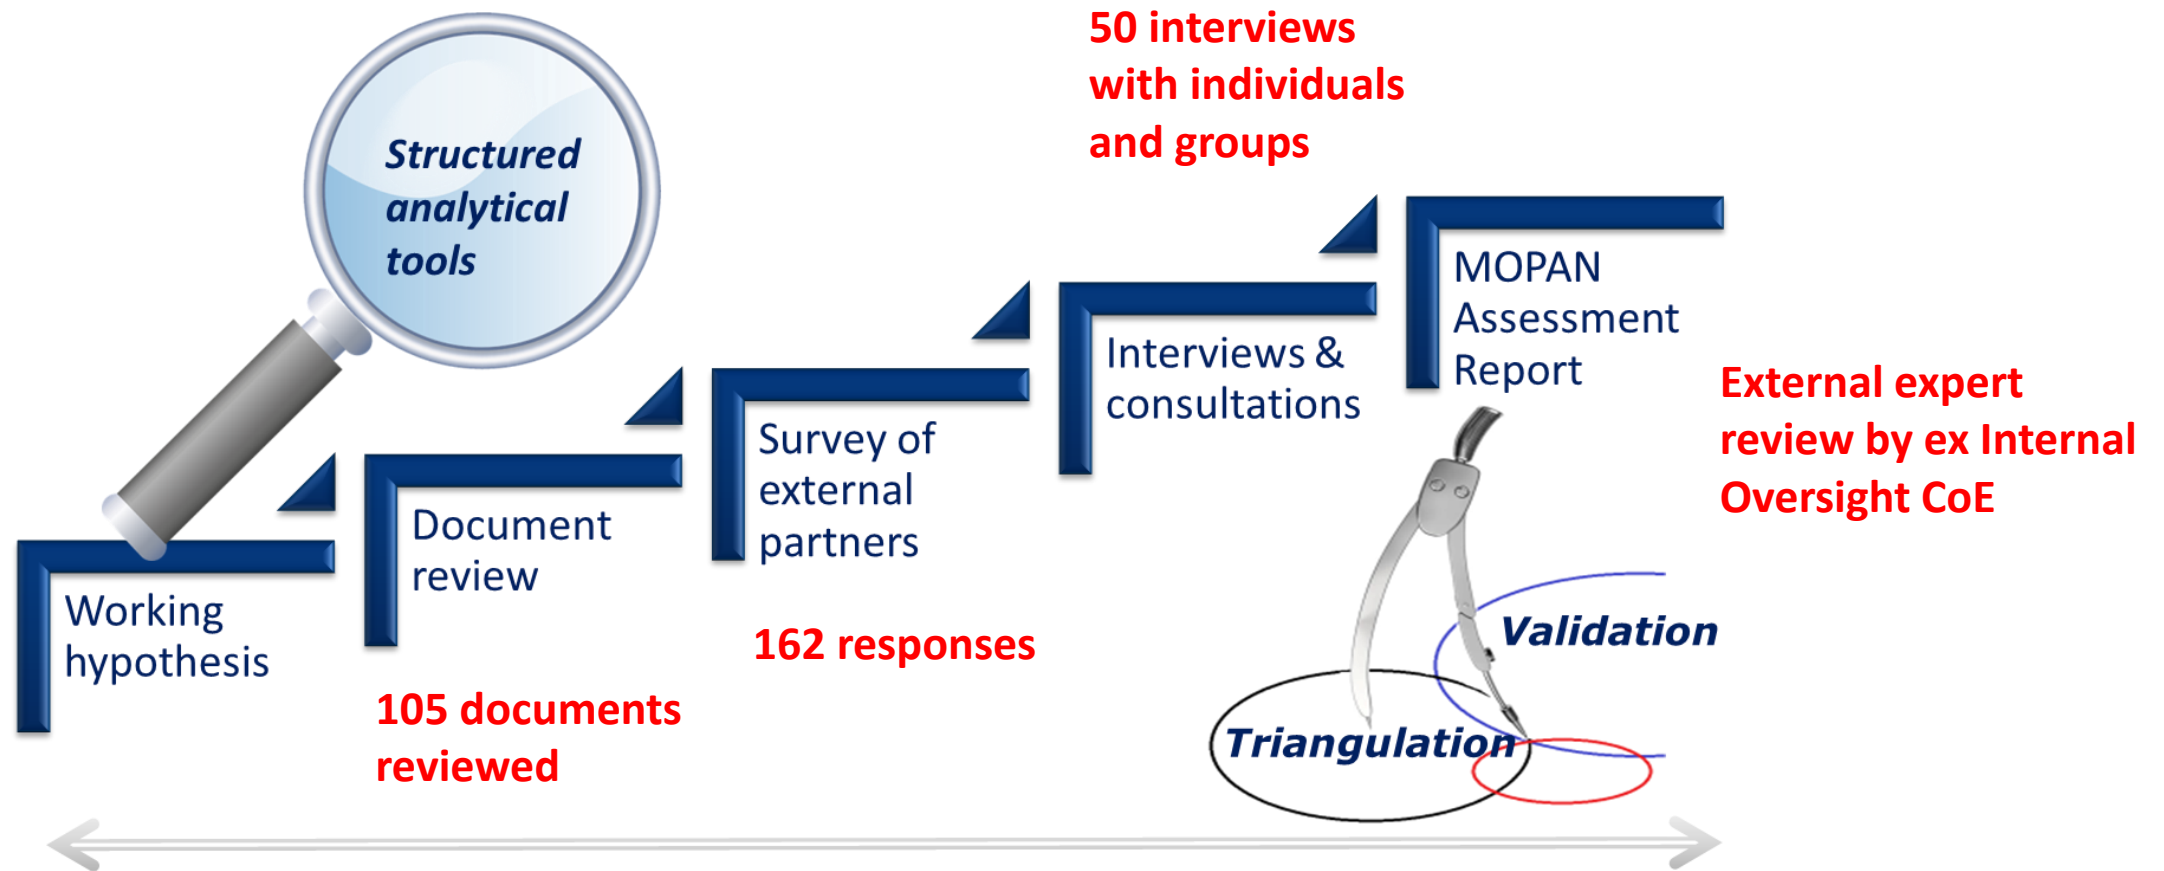 Structured
analytical
tools
Working
hypothesis
Document
review
105 documents
reviewed
Survey of
external
partners
162 responses
50 interviews
with individuals
and groups
Interviews &
consultations
MOPAN
Assessment
Report
External expert
review by ex Internal
Oversight CoE
Validation
Triangulation